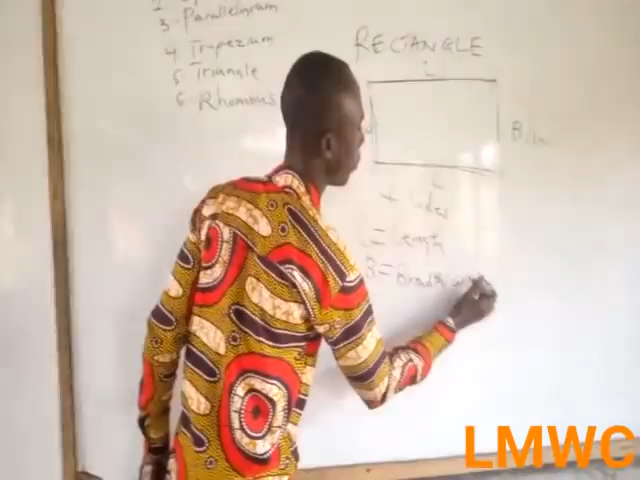 3 Parallelogram
4 Trapezium
5 Triangle
6 Rhombus
RECTANGLE
L
B
L
4 sides
L = Length
B = Breadth
LMWC